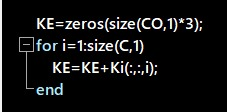 KE=zeros(size(CO,1)*3);
for i=1:size(C,1)
KE=KE+Ki(:,:,i);
end